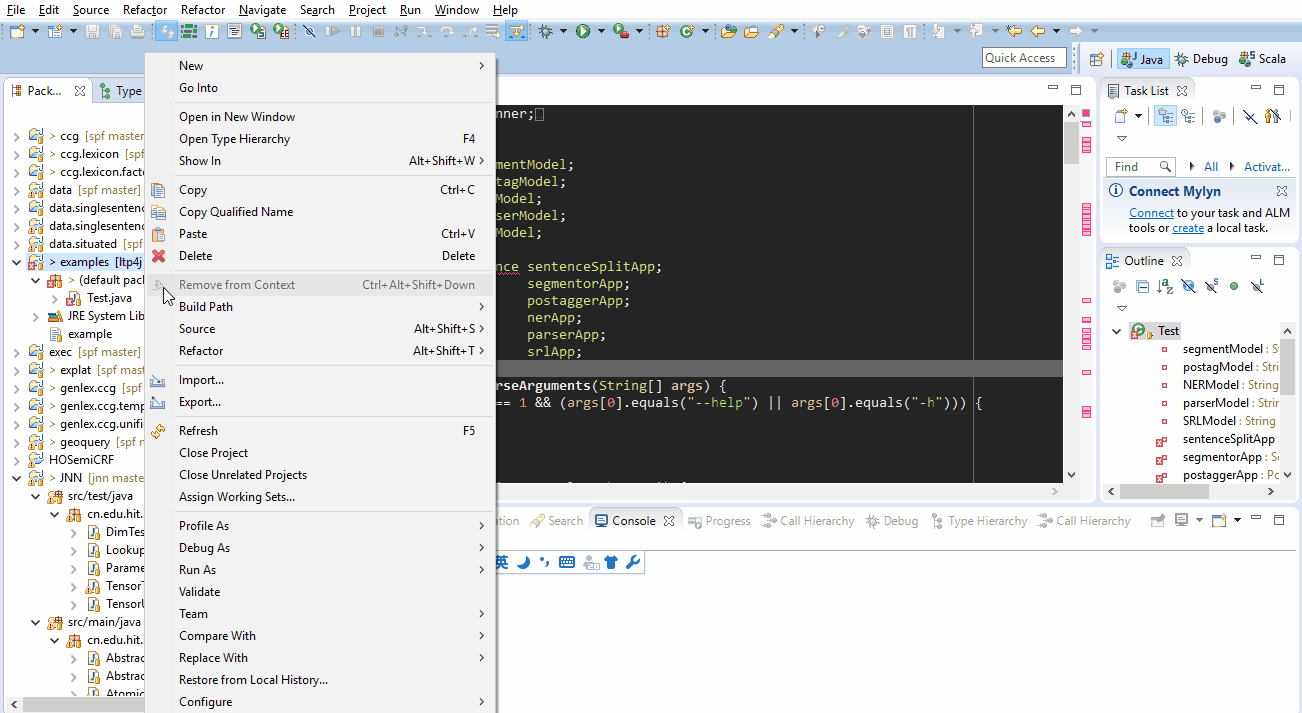 File Edit Source Refactor Refactor Navigate Search Project Run Window Help
Quick Access
Java Debug Scala
Pack... Type
> ccg [spf master]
> ccg.lexicon [spf
> ccg.lexicon.facto
data [spf master]
data.singlesentenc
data.singlesentenc
data.situated [spf
> examples [ltp4j
> (default pack
Test.java
JRE System Lib
example
exec [spf master]
> explat [spf mas
> genlex.ccg [spf
> genlex.ccg.temp
> genlex.ccg.unifi
> geoquery [spf m
HOSemiCRF
> JNN [jnn master
src/test/java
cn.edu.hit.
DimTes
Lookup
Parame
TensorT
TensorU
src/main/java
cn.edu.hit.
Abstrac
Abstrac
Atomic
New
Go Into
Open in New Window
Open Type Hierarchy F4
Show In Alt+Shift+W
Copy Ctrl+C
Copy Qualified Name
Paste Ctrl+V
Delete Delete
Remove from Context Ctrl+Alt+Shift+Down
Build Path
Source Alt+Shift+S
Refactor Alt+Shift+T
Import...
Export...
Refresh F5
Close Project
Close Unrelated Projects
Assign Working Sets...
Profile As
Debug As
Run As
Validate
Team
Compare With
Replace With
Restore from Local History...
Configure
nner;
mentModel;
tagModel;
Model;
serModel;
Model;
nce sentenceSplitApp;
segmentorApp;
postaggerApp;
nerApp;
parserApp;
srlApp;
rseArguments(String[] args) {
== 1 && (args[0].equals("--help") || args[0].equals("-h"))) {
Task List
Find All Activat...
Connect Mylyn
Connect to your task and ALM
tools or create a local task.
Outline
Test
segmentModel : St
postagModel : Stri
NERModel : String
parserModel : Strin
SRLModel : String
sentenceSplitApp
segmentorApp : Se
postaggerApp : Po
tion Search Console Progress Call Hierarchy Debug Type Hierarchy Call Hierarchy
英